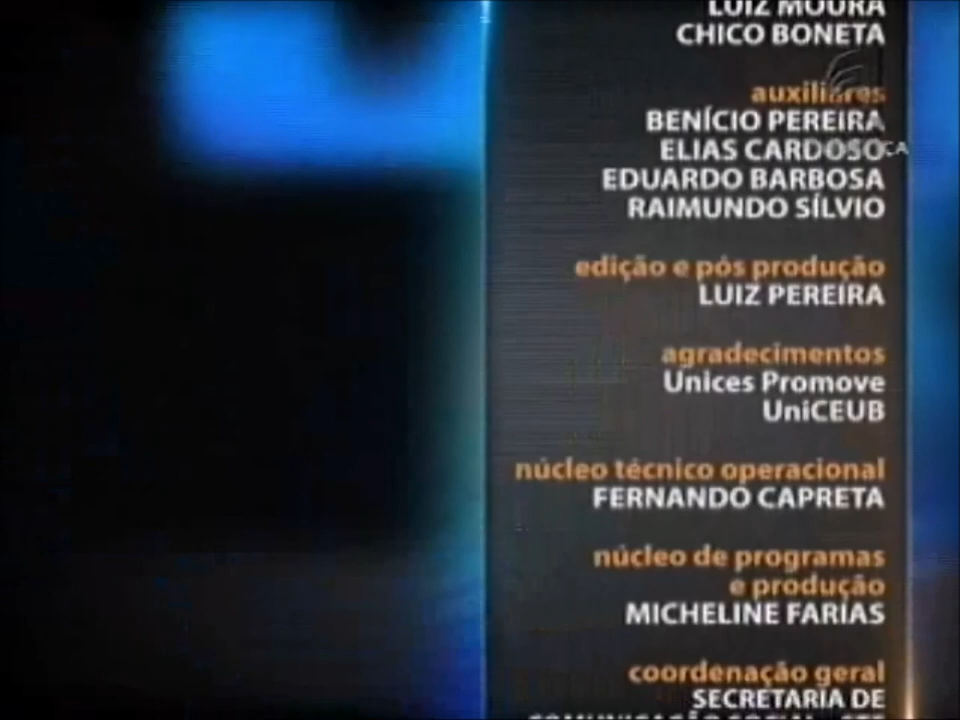 LUIZ MOURA
CHICO BONETA
auxiliares
BENÍCIO PEREIRA
ELIAS CARDOSO
EDUARDO BARBOSA
RAIMUNDO SÍLVIO
edição e pós produção
LUIZ PEREIRA
agradecimentos
Unices Promove
UniCEUB
núcleo técnico operacional
FERNANDO CAPRETA
núcleo de programas
e produção
MICHELINE FARIAS
coordenação geral
SECRETARIA DE